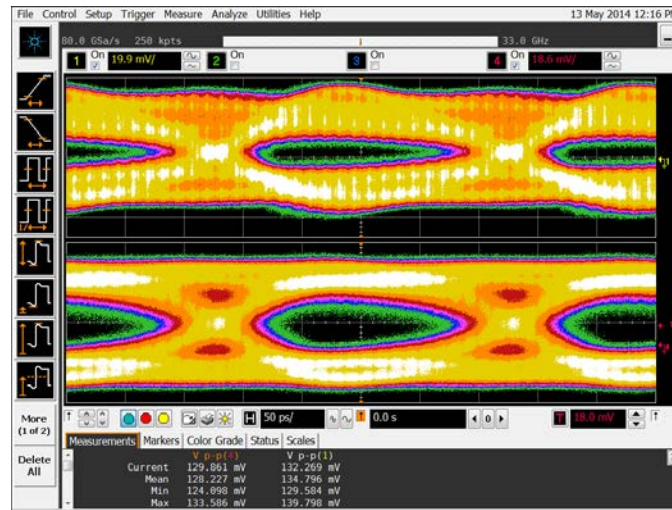 File Control Setup Trigger Measure Analyze Utilities Help 13 May 2014 12:16 P
80.0 GSa/s 250 kpts 33.0 GHz
1 On 19.9 mV/ 2 On 3 On 4 On 18.6 mV/
H 50 ps/ 0.0 s 0 T 18.0 mV
More
(1 of 2)
Delete
All
Measurements Markers Color Grade Status Scales
V p-p(4) V p-p(1)
Current 129.861 mV 132.269 mV
Mean 128.227 mV 134.796 mV
Min 124.098 mV 129.584 mV
Max 133.586 mV 139.798 mV